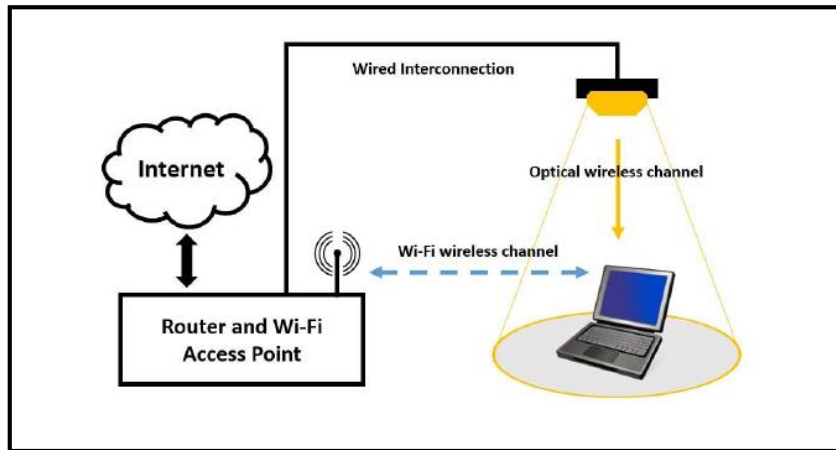 Wired Interconnection
Internet
Optical wireless channel
Wi-Fi wireless channel
Router and Wi-Fi
Access Point